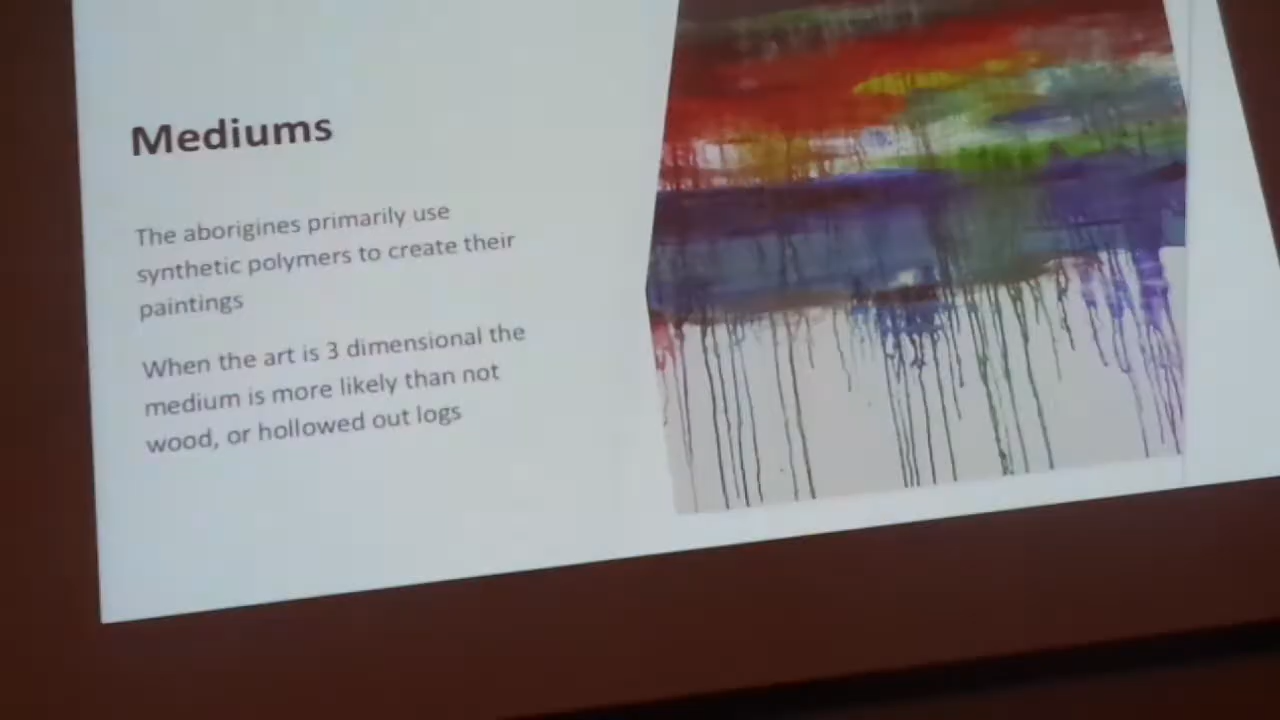 Mediums
The aborigines primarily use
synthetic polymers to create their
paintings
When the art is 3 dimensional the
medium is more likely than not
wood, or hollowed out logs